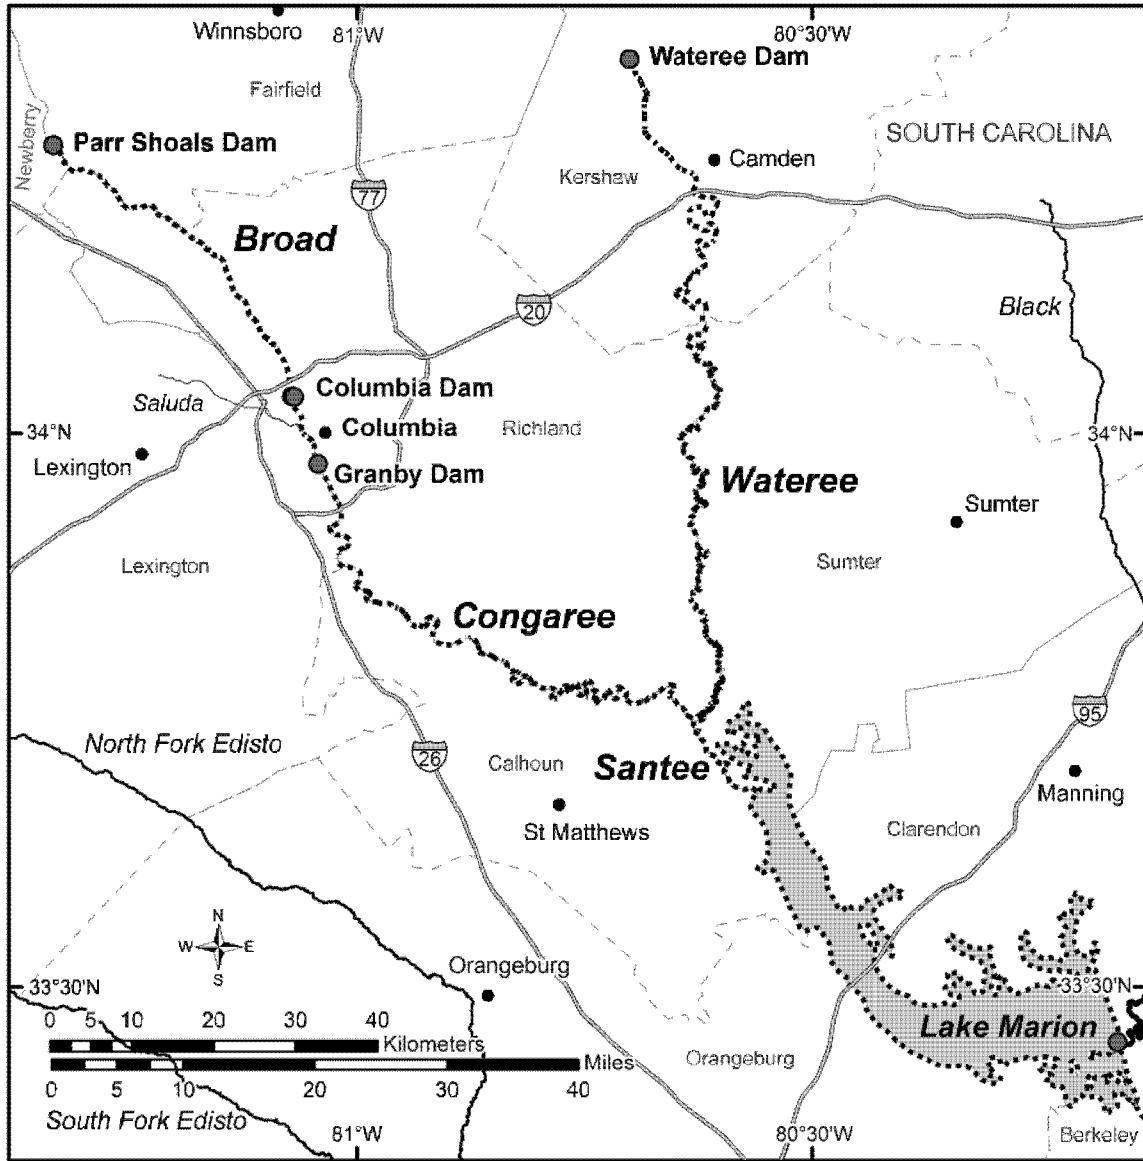 Winnsboro
81°W
80°30'W
Wateree Dam
Fairfield
Newberry
Parr Shoals Dam
SOUTH CAROLINA
Camden
Kershaw
77
Broad
20
Black
Columbia Dam
Saluda
Columbia
Richland
34°N
34°N
Lexington
Granby Dam
Wateree
Sumter
Lexington
Sumter
Congaree
95
North Fork Edisto
26
Calhoun
Santee
Manning
St Matthews
Clarendon
N
W
E
S
Orangeburg
33°30'N
33°30'N
0 5 10 20 30 40
Kilometers
Lake Marion
Miles
Orangeburg
0 5 10 20 30 40
South Fork Edisto
81°W
80°30'W
Berkeley